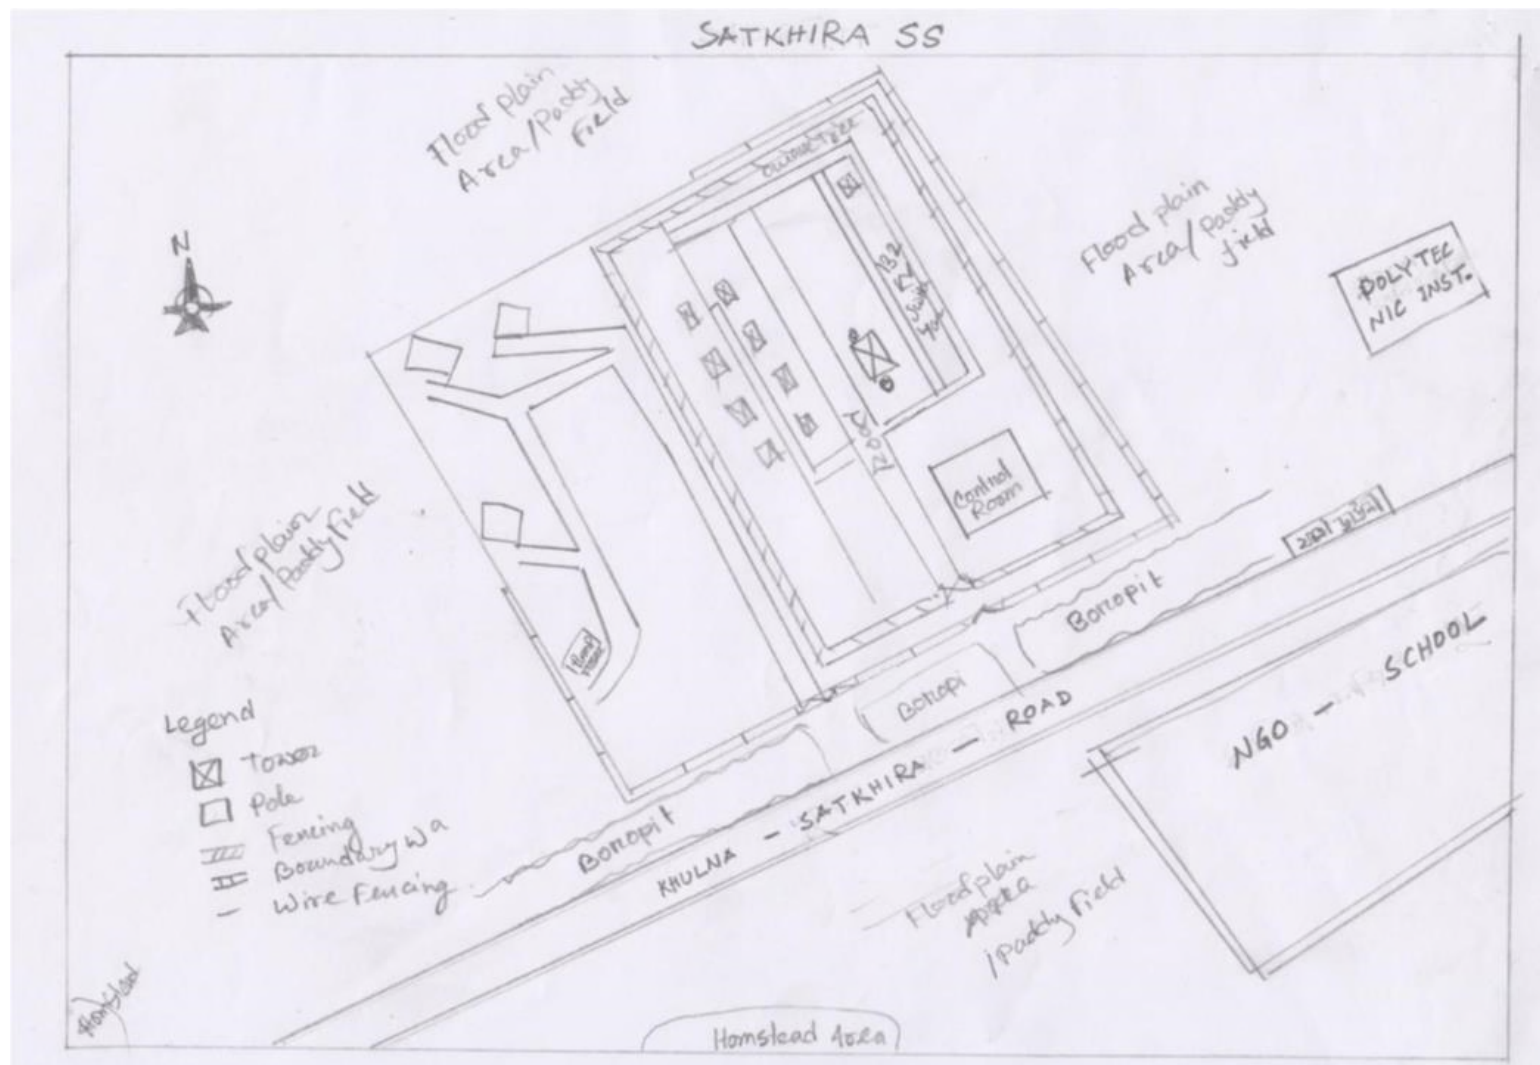 SATKHIRA SS
Flood plain
Area/Paddy
Field
N
132
Flood plain
Area/Paddy
field
POLYTEC
NIC INST.
Road
Control
Room
Flood plain
Area/Paddy Field
Boropit
Boropi
Boropit
KHULNA - SATKHIRA - ROAD
NGO - SCHOOL
Legend
Tower
Pole
Fencing
Boundary wa
Wire Fencing
Flood plain
/Paddy Field
Homstead Area